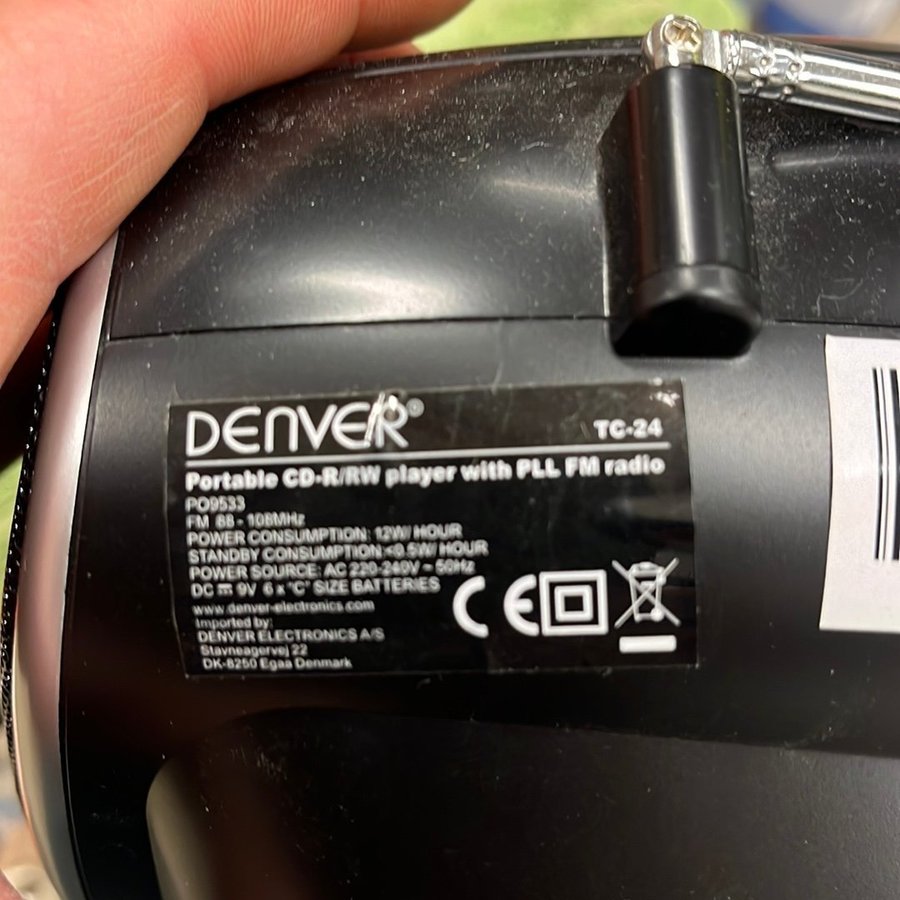 DENVER®
TC-24
Portable CD-R/RW player with PLL FM radio
PO9533
FM 88 - 108MHz
POWER CONSUMPTION: 12W/ HOUR
STANDBY CONSUMPTION <0.5W/ HOUR
POWER SOURCE: AC 220-240V ~ 50Hz
DC ⎓ 9V 6 x "C" SIZE BATTERIES
www.denver-electronics.com
Imported by:
DENVER ELECTRONICS A/S
Stavneagervej 22
DK-8250 Egaa Denmark
CE